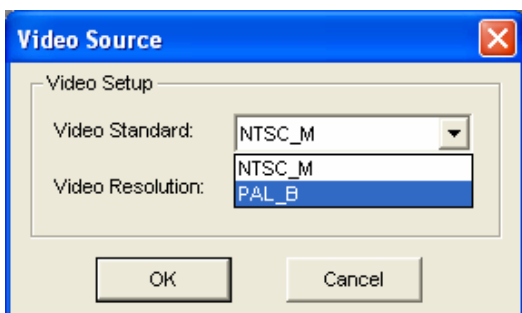 Video Source
Video Setup
Video Standard: NTSC_M
NTSC_M
Video Resolution: PAL_B
OK Cancel